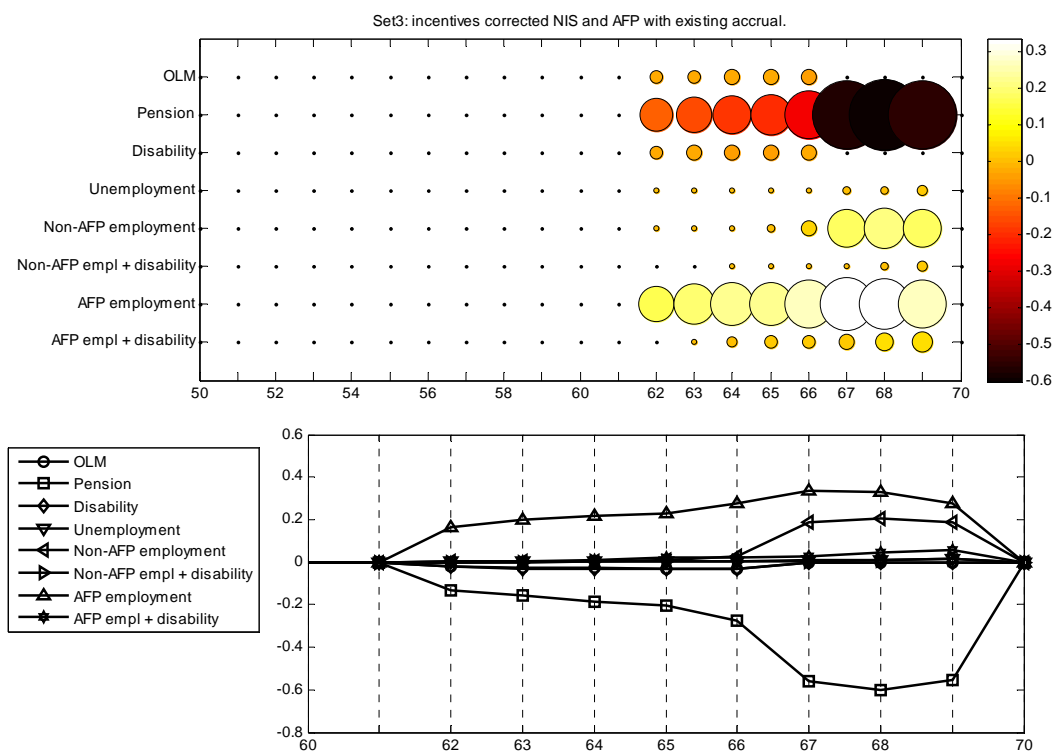 Set3: incentives corrected NIS and AFP with existing accrual.
OLM
Pension
Disability
Unemployment
Non-AFP employment
Non-AFP empl + disability
AFP employment
AFP empl + disability
50 52 54 56 58 60 62 63 64 65 66 67 68 69 70
0.3
0.2
0.1
0
-0.1
-0.2
-0.3
-0.4
-0.5
-0.6
OLM
Pension
Disability
Unemployment
Non-AFP employment
Non-AFP empl + disability
AFP employment
AFP empl + disability
0.6
0.4
0.2
0
-0.2
-0.4
-0.6
-0.8
60 62 63 64 65 66 67 68 69 70